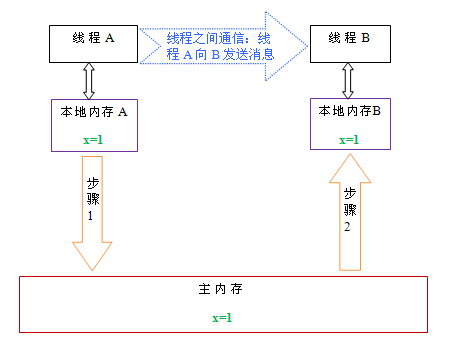 线程 A
线程之间通信：线
程 A 向 B 发送消息
线程 B
本地内存 A
x=1
本地内存B
x=1
步
骤
1
步
骤
2
主内存
x=1